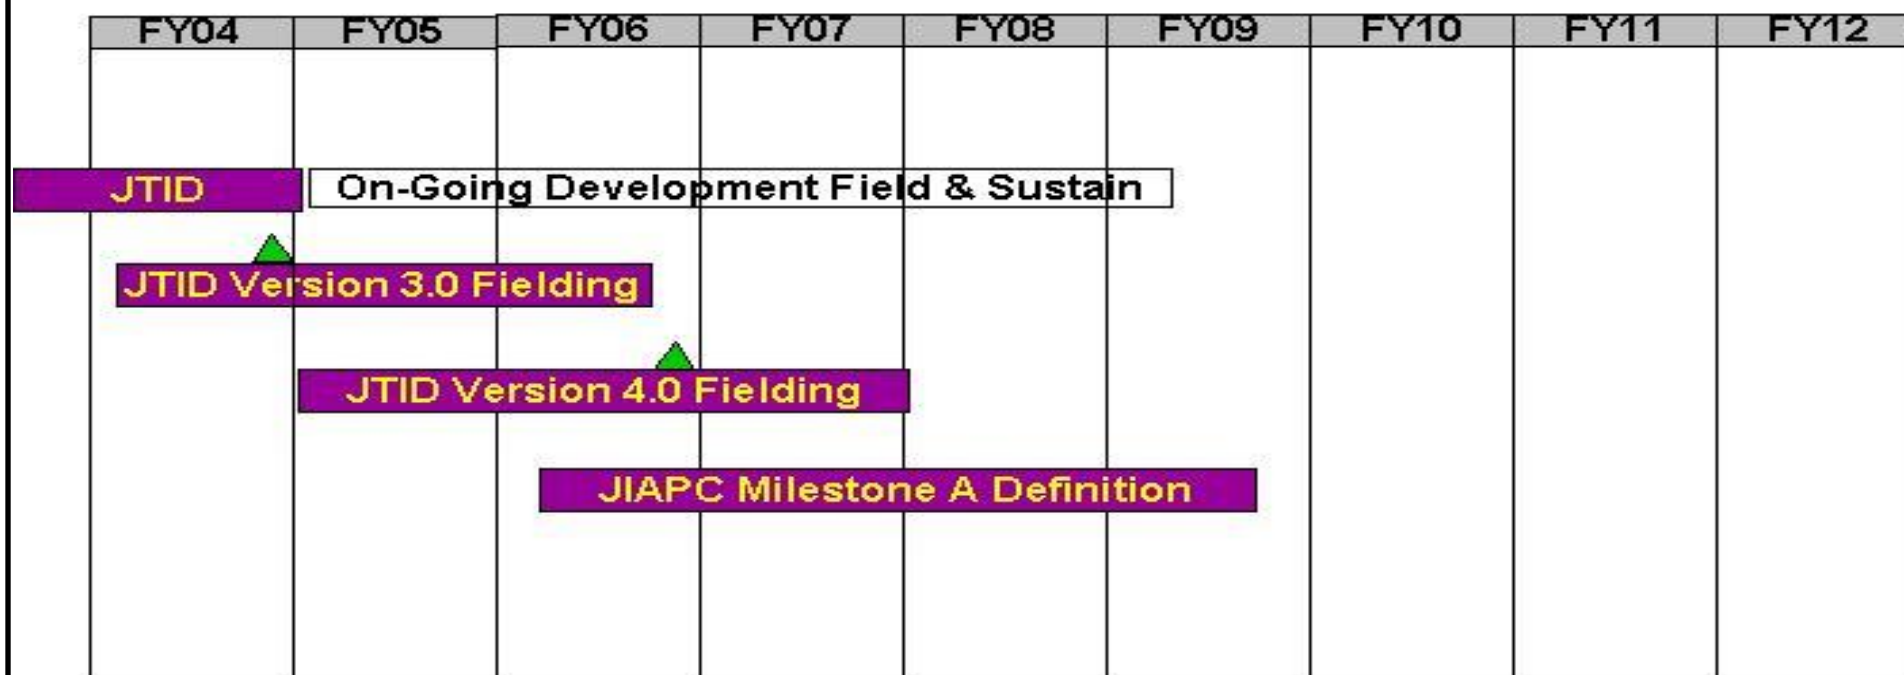 FY04 FY05 FY06 FY07 FY08 FY09 FY10 FY11 FY12
JTID On-Going Development Field & Sustain
JTID Version 3.0 Fielding
JTID Version 4.0 Fielding
JIAPC Milestone A Definition